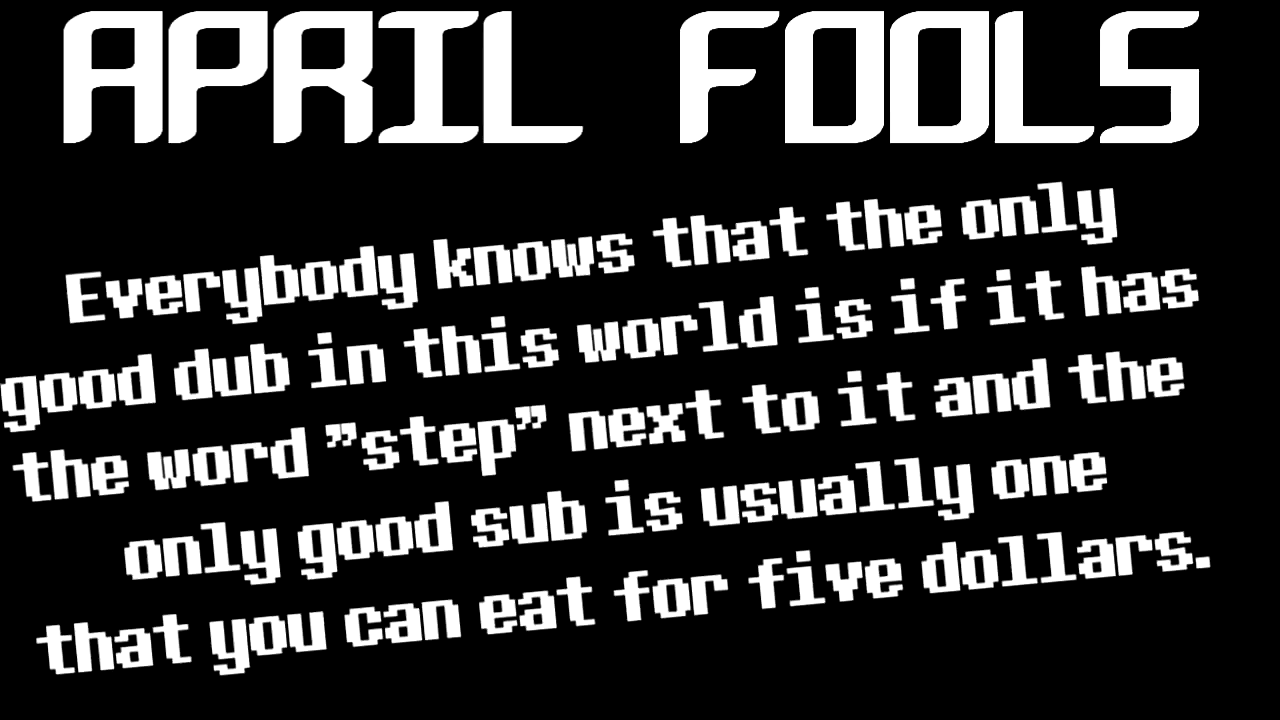 APRIL FOOLS
Everybody knows that the only
good dub in this world is if it has
the word ”step” next to it and the
only good sub is usually one
that you can eat for five dollars.